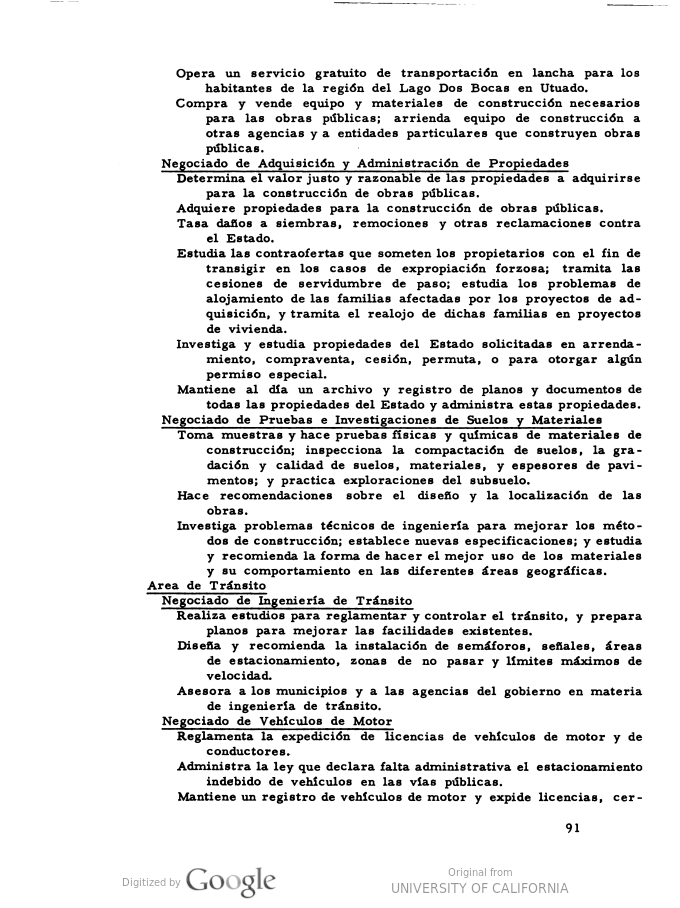 Opera un servicio gratuito de transportación en lancha para los
habitantes de la región del Lago Dos Bocas en Utuado.
Compra y vende equipo y materiales de construcción necesarios
para las obras públicas; arrienda equipo de construcción a
otras agencias y a entidades particulares que construyen obras
públicas.
Negociado de Adquisición y Administración de Propiedades
Determina el valor justo y razonable de las propiedades a adquirirse
para la construcción de obras públicas.
Adquiere propiedades para la construcción de obras públicas.
Tasa daños a siembras, remociones y otras reclamaciones contra
el Estado.
Estudia las contraofertas que someten los propietarios con el fin de
transigir en los casos de expropiación forzosa; tramita las
cesiones de servidumbre de paso; estudia los problemas de
alojamiento de las familias afectadas por los proyectos de ad-
quisición, y tramita el realojo de dichas familias en proyectos
de vivienda.
Investiga y estudia propiedades del Estado solicitadas en arrenda-
miento, compraventa, cesión, permuta, o para otorgar algún
permiso especial.
Mantiene al día un archivo y registro de planos y documentos de
todas las propiedades del Estado y administra estas propiedades.
Negociado de Pruebas e Investigaciones de Suelos y Materiales
Toma muestras y hace pruebas físicas y químicas de materiales de
construcción; inspecciona la compactación de suelos, la gra-
dación y calidad de suelos, materiales, y espesores de pavi-
mentos; y practica exploraciones del subsuelo.
Hace recomendaciones sobre el diseño y la localización de las
obras.
Investiga problemas técnicos de ingeniería para mejorar los méto-
dos de construcción; establece nuevas especificaciones; y estudia
y recomienda la forma de hacer el mejor uso de los materiales
y su comportamiento en las diferentes áreas geográficas.
Area de Tránsito
Negociado de Ingeniería de Tránsito
Realiza estudios para reglamentar y controlar el tránsito, y prepara
planos para mejorar las facilidades existentes.
Diseña y recomienda la instalación de semáforos, señales, áreas
de estacionamiento, zonas de no pasar y límites máximos de
velocidad.
Asesora a los municipios y a las agencias del gobierno en materia
de ingeniería de tránsito.
Negociado de Vehículos de Motor
Reglamenta la expedición de licencias de vehículos de motor y de
conductores.
Administra la ley que declara falta administrativa el estacionamiento
indebido de vehículos en las vías públicas.
Mantiene un registro de vehículos de motor y expide licencias, cer-
91
Digitized by Google
Original from
UNIVERSITY OF CALIFORNIA